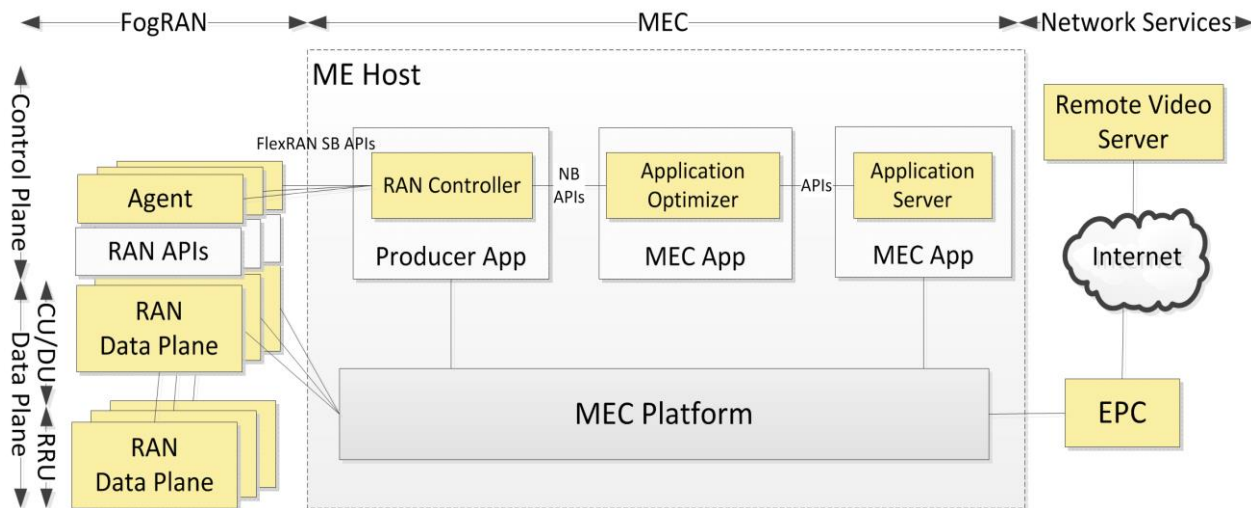 FogRAN
MEC
Network Services
ME Host
Control Plane
Data Plane
CU/DU
RRU
FlexRAN SB APIs
Agent
RAN APIs
RAN
Data Plane
RAN
Data Plane
RAN Controller
Producer App
NB
APIs
Application
Optimizer
MEC App
APIs
Application
Server
MEC App
MEC Platform
Remote Video
Server
Internet
EPC